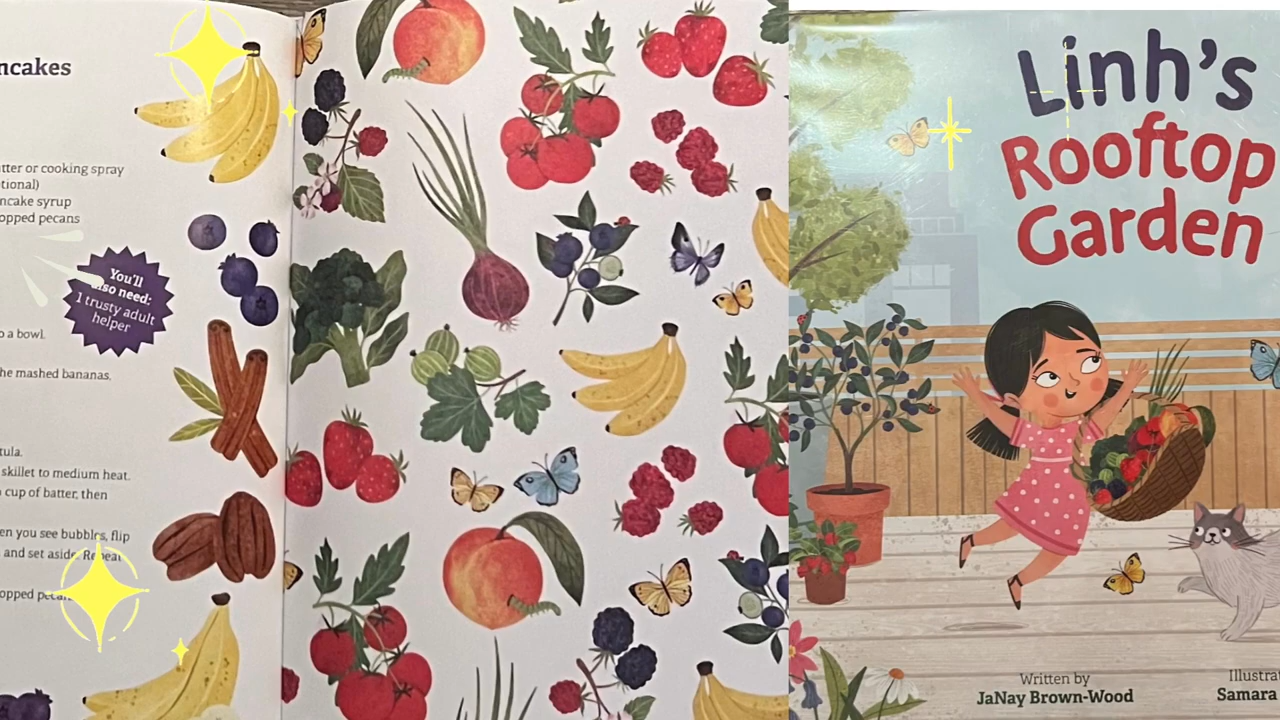 ncakes
tter or cooking spray
tional)
ncake syrup
opped pecans
You'll
also need:
1 trusty adult
helper
o a bowl.
he mashed bananas.
tula.
skillet to medium heat.
cup of batter, then
en you see bubbles, flip
and set aside. Repeat
opped pecans
Linh's
Rooftop
Garden
Written by
JaNay Brown-Wood
Illustra
Samara